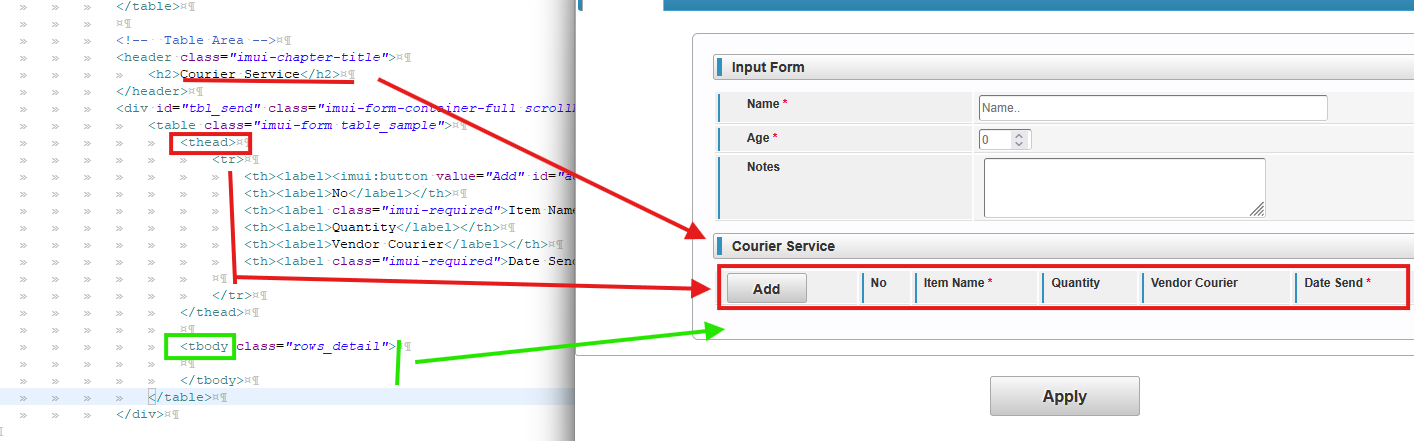 </table>
<!-- Table Area -->
<header class="imui-chapter-title">
<h2>Courier Service</h2>
</header>
<div id="tbl_send" class="imui-form-container-full
<table class="imui-form table_sample">
<thead>
<tr>
<th><label><imui:button value="Add"
<th><label>No</label></th>
<th><label class="imui-required">Item Name
<th><label>Quantity</label></th>
<th><label>Vendor Courier</label></th>
<th><label class="imui-required">Date Send
</tr>
</thead>
<tbody class="rows_detail">
</tbody>
</table>
</div>
Input Form
Name *
Name..
Age *
0
Notes
Courier Service
Add No Item Name * Quantity Vendor Courier Date Send *
Apply